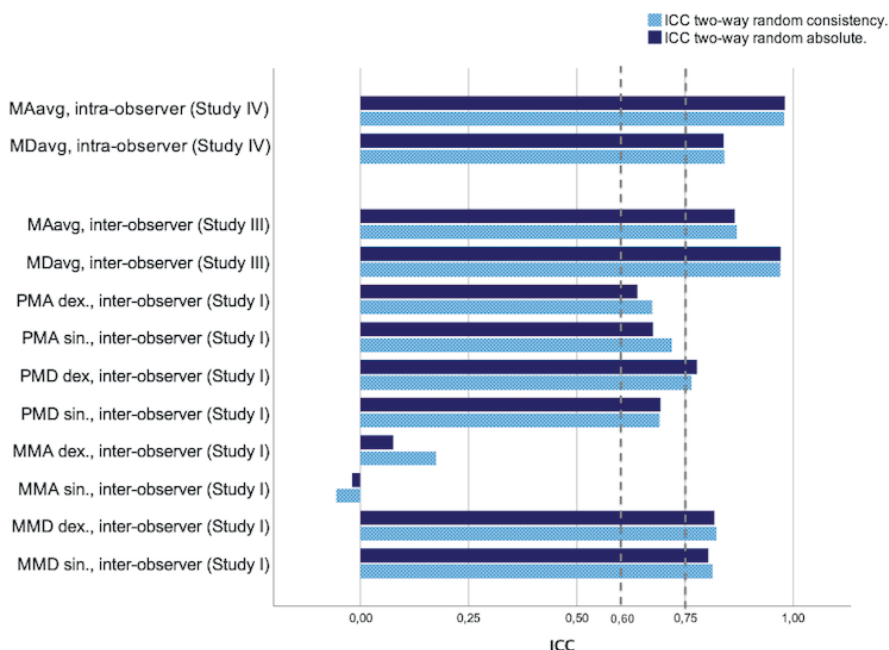 ICC two-way random consistency.
ICC two-way random absolute.
MAavg, intra-observer (Study IV)
MDavg, intra-observer (Study IV)
MAavg, inter-observer (Study III)
MDavg, inter-observer (Study III)
PMA dex., inter-observer (Study I)
PMA sin., inter-observer (Study I)
PMD dex, inter-observer (Study I)
PMD sin., inter-observer (Study I)
MMA dex., inter-observer (Study I)
MMA sin., inter-observer (Study I)
MMD dex., inter-observer (Study I)
MMD sin., inter-observer (Study I)
0,00 0,25 0,50 0,60 0,75 1,00
ICC